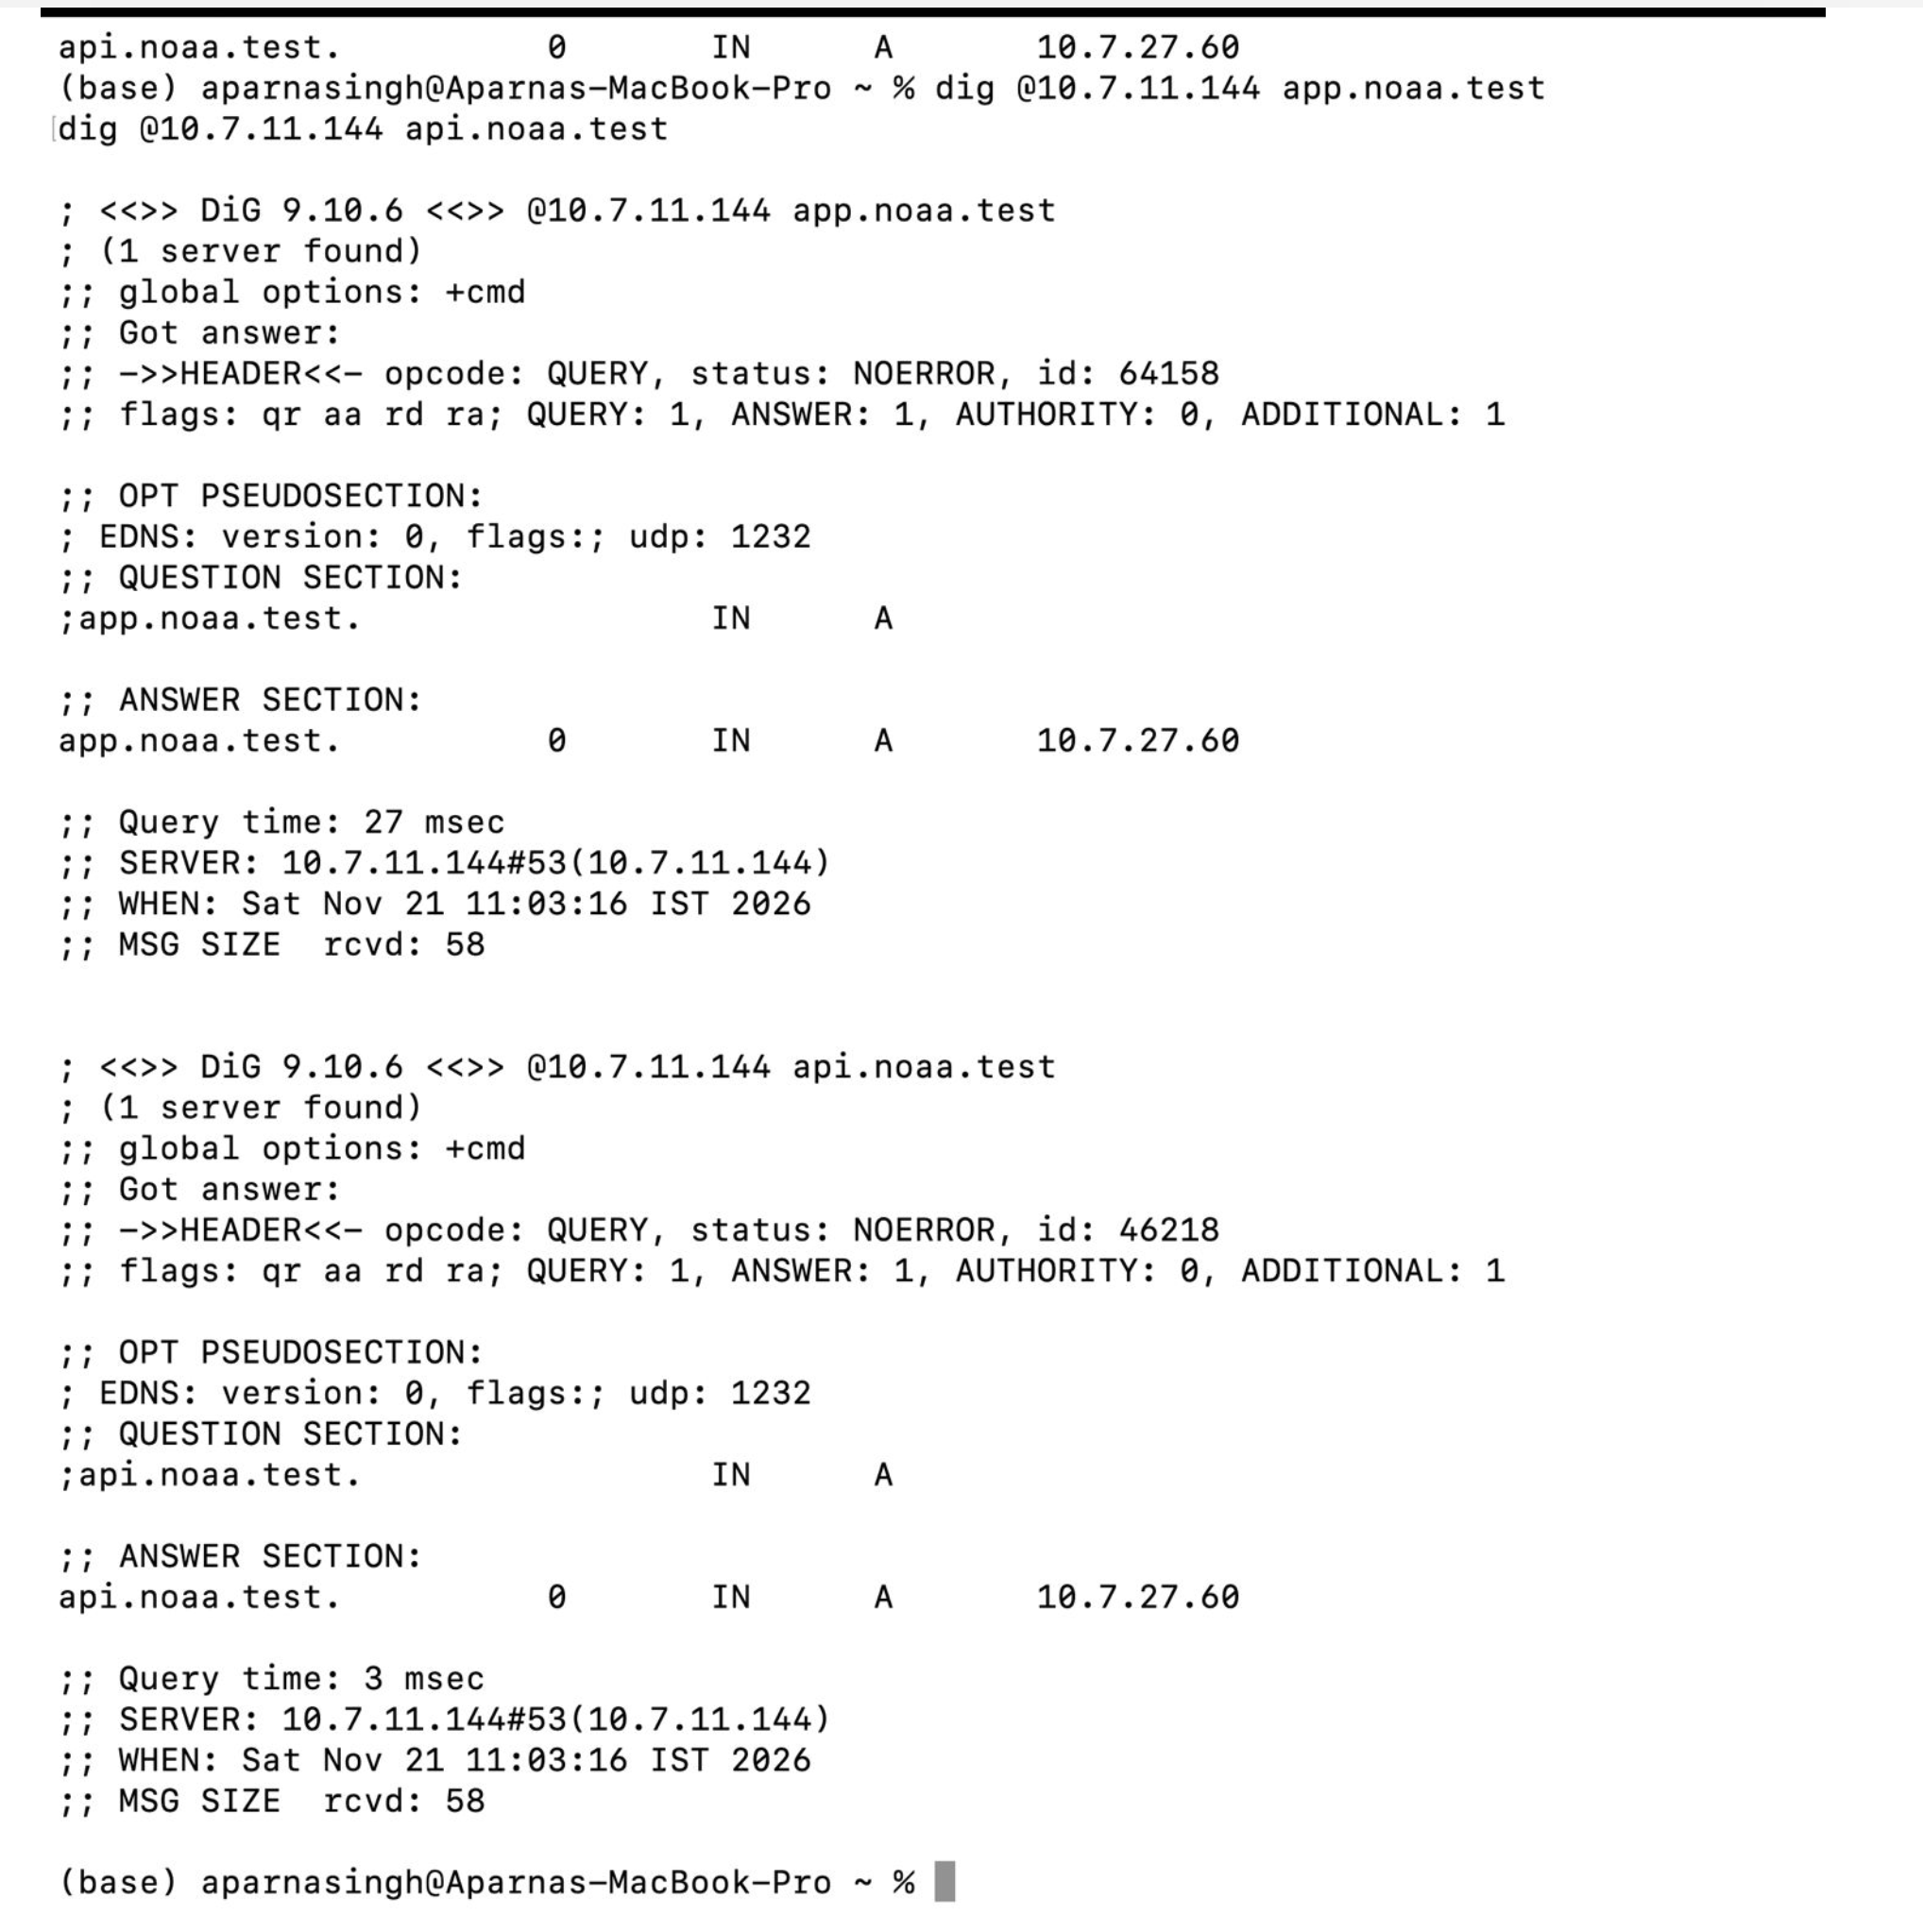 api.noaa.test. 0 IN A 10.7.27.60
(base) aparnasingh@Aparnas-MacBook-Pro ~ % dig @10.7.11.144 app.noaa.test
[dig @10.7.11.144 api.noaa.test

; <<>> DiG 9.10.6 <<>> @10.7.11.144 app.noaa.test
; (1 server found)
;; global options: +cmd
;; Got answer:
;; ->>HEADER<<- opcode: QUERY, status: NOERROR, id: 64158
;; flags: qr aa rd ra; QUERY: 1, ANSWER: 1, AUTHORITY: 0, ADDITIONAL: 1

;; OPT PSEUDOSECTION:
; EDNS: version: 0, flags:; udp: 1232
;; QUESTION SECTION:
;app.noaa.test. IN A

;; ANSWER SECTION:
app.noaa.test. 0 IN A 10.7.27.60

;; Query time: 27 msec
;; SERVER: 10.7.11.144#53(10.7.11.144)
;; WHEN: Sat Nov 21 11:03:16 IST 2026
;; MSG SIZE  rcvd: 58


; <<>> DiG 9.10.6 <<>> @10.7.11.144 api.noaa.test
; (1 server found)
;; global options: +cmd
;; Got answer:
;; ->>HEADER<<- opcode: QUERY, status: NOERROR, id: 46218
;; flags: qr aa rd ra; QUERY: 1, ANSWER: 1, AUTHORITY: 0, ADDITIONAL: 1

;; OPT PSEUDOSECTION:
; EDNS: version: 0, flags:; udp: 1232
;; QUESTION SECTION:
;api.noaa.test. IN A

;; ANSWER SECTION:
api.noaa.test. 0 IN A 10.7.27.60

;; Query time: 3 msec
;; SERVER: 10.7.11.144#53(10.7.11.144)
;; WHEN: Sat Nov 21 11:03:16 IST 2026
;; MSG SIZE  rcvd: 58

(base) aparnasingh@Aparnas-MacBook-Pro ~ %